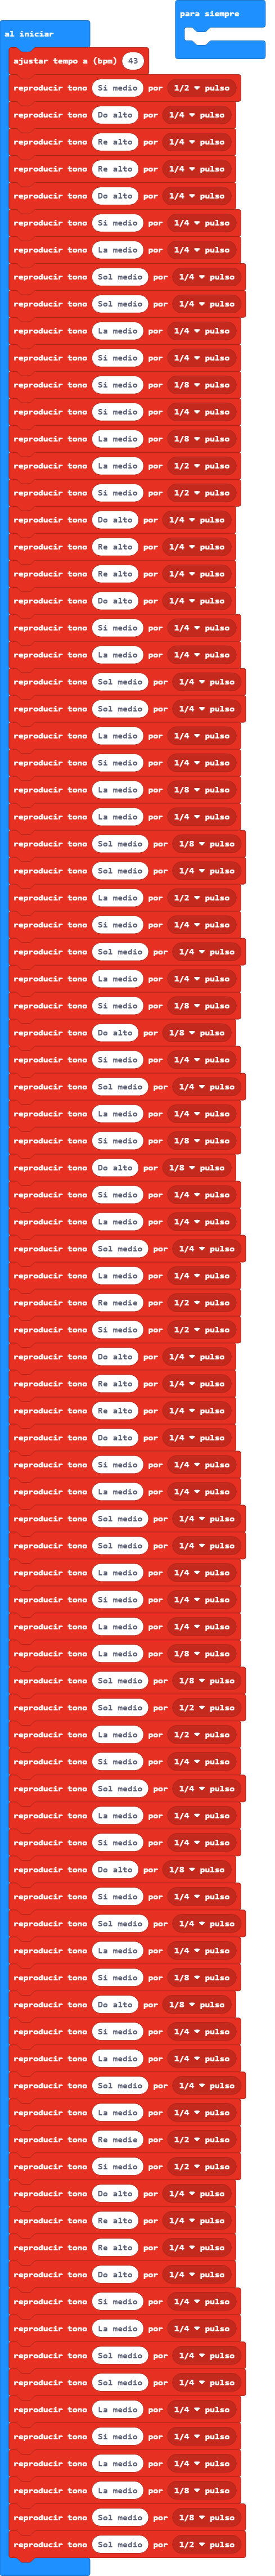 para siempre
al iniciar
ajustar tempo a (bpm) 43
reproducir tono Si medio por 1/2 pulso
reproducir tono Do alto por 1/4 pulso
reproducir tono Re alto por 1/4 pulso
reproducir tono Re alto por 1/4 pulso
reproducir tono Do alto por 1/4 pulso
reproducir tono Si medio por 1/4 pulso
reproducir tono La medio por 1/4 pulso
reproducir tono Sol medio por 1/4 pulso
reproducir tono Sol medio por 1/4 pulso
reproducir tono La medio por 1/4 pulso
reproducir tono Si medio por 1/4 pulso
reproducir tono Si medio por 1/8 pulso
reproducir tono Si medio por 1/4 pulso
reproducir tono La medio por 1/8 pulso
reproducir tono La medio por 1/2 pulso
reproducir tono Si medio por 1/2 pulso
reproducir tono Do alto por 1/4 pulso
reproducir tono Re alto por 1/4 pulso
reproducir tono Re alto por 1/4 pulso
reproducir tono Do alto por 1/4 pulso
reproducir tono Si medio por 1/4 pulso
reproducir tono La medio por 1/4 pulso
reproducir tono Sol medio por 1/4 pulso
reproducir tono Sol medio por 1/4 pulso
reproducir tono La medio por 1/4 pulso
reproducir tono Si medio por 1/4 pulso
reproducir tono La medio por 1/8 pulso
reproducir tono La medio por 1/4 pulso
reproducir tono Sol medio por 1/8 pulso
reproducir tono Sol medio por 1/4 pulso
reproducir tono La medio por 1/2 pulso
reproducir tono Si medio por 1/4 pulso
reproducir tono Sol medio por 1/4 pulso
reproducir tono La medio por 1/4 pulso
reproducir tono Si medio por 1/8 pulso
reproducir tono Do alto por 1/8 pulso
reproducir tono Si medio por 1/4 pulso
reproducir tono Sol medio por 1/4 pulso
reproducir tono La medio por 1/4 pulso
reproducir tono Si medio por 1/8 pulso
reproducir tono Do alto por 1/8 pulso
reproducir tono Si medio por 1/4 pulso
reproducir tono La medio por 1/4 pulso
reproducir tono Sol medio por 1/4 pulso
reproducir tono La medio por 1/4 pulso
reproducir tono Re medie por 1/2 pulso
reproducir tono Si medio por 1/2 pulso
reproducir tono Do alto por 1/4 pulso
reproducir tono Re alto por 1/4 pulso
reproducir tono Re alto por 1/4 pulso
reproducir tono Do alto por 1/4 pulso
reproducir tono Si medio por 1/4 pulso
reproducir tono La medio por 1/4 pulso
reproducir tono Sol medio por 1/4 pulso
reproducir tono Sol medio por 1/4 pulso
reproducir tono La medio por 1/4 pulso
reproducir tono Si medio por 1/4 pulso
reproducir tono La medio por 1/4 pulso
reproducir tono La medio por 1/8 pulso
reproducir tono Sol medio por 1/8 pulso
reproducir tono Sol medio por 1/2 pulso
reproducir tono La medio por 1/2 pulso
reproducir tono Si medio por 1/4 pulso
reproducir tono Sol medio por 1/4 pulso
reproducir tono La medio por 1/4 pulso
reproducir tono Si medio por 1/4 pulso
reproducir tono Do alto por 1/8 pulso
reproducir tono Si medio por 1/4 pulso
reproducir tono Sol medio por 1/4 pulso
reproducir tono La medio por 1/4 pulso
reproducir tono Si medio por 1/8 pulso
reproducir tono Do alto por 1/8 pulso
reproducir tono Si medio por 1/4 pulso
reproducir tono La medio por 1/4 pulso
reproducir tono Sol medio por 1/4 pulso
reproducir tono La medio por 1/4 pulso
reproducir tono Re medie por 1/2 pulso
reproducir tono Si medio por 1/2 pulso
reproducir tono Do alto por 1/4 pulso
reproducir tono Re alto por 1/4 pulso
reproducir tono Re alto por 1/4 pulso
reproducir tono Do alto por 1/4 pulso
reproducir tono Si medio por 1/4 pulso
reproducir tono La medio por 1/4 pulso
reproducir tono Sol medio por 1/4 pulso
reproducir tono Sol medio por 1/4 pulso
reproducir tono La medio por 1/4 pulso
reproducir tono Si medio por 1/4 pulso
reproducir tono La medio por 1/4 pulso
reproducir tono La medio por 1/8 pulso
reproducir tono Sol medio por 1/8 pulso
reproducir tono Sol medio por 1/2 pulso